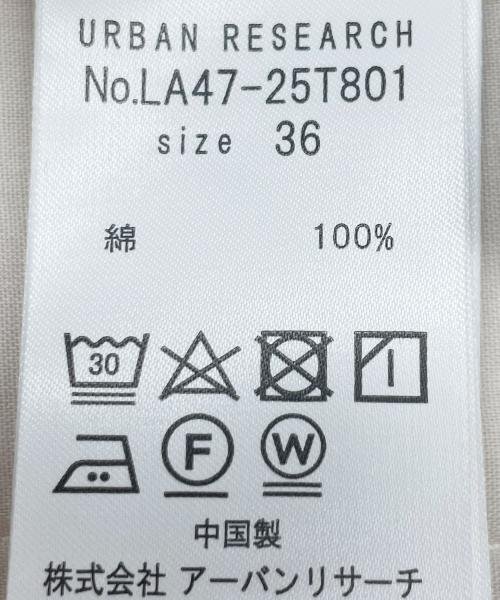 URBAN RESEARCH
No.LA47-25T801
size 36
綿 100%
30
F W
中国製
株式会社 アーバンリサーチ